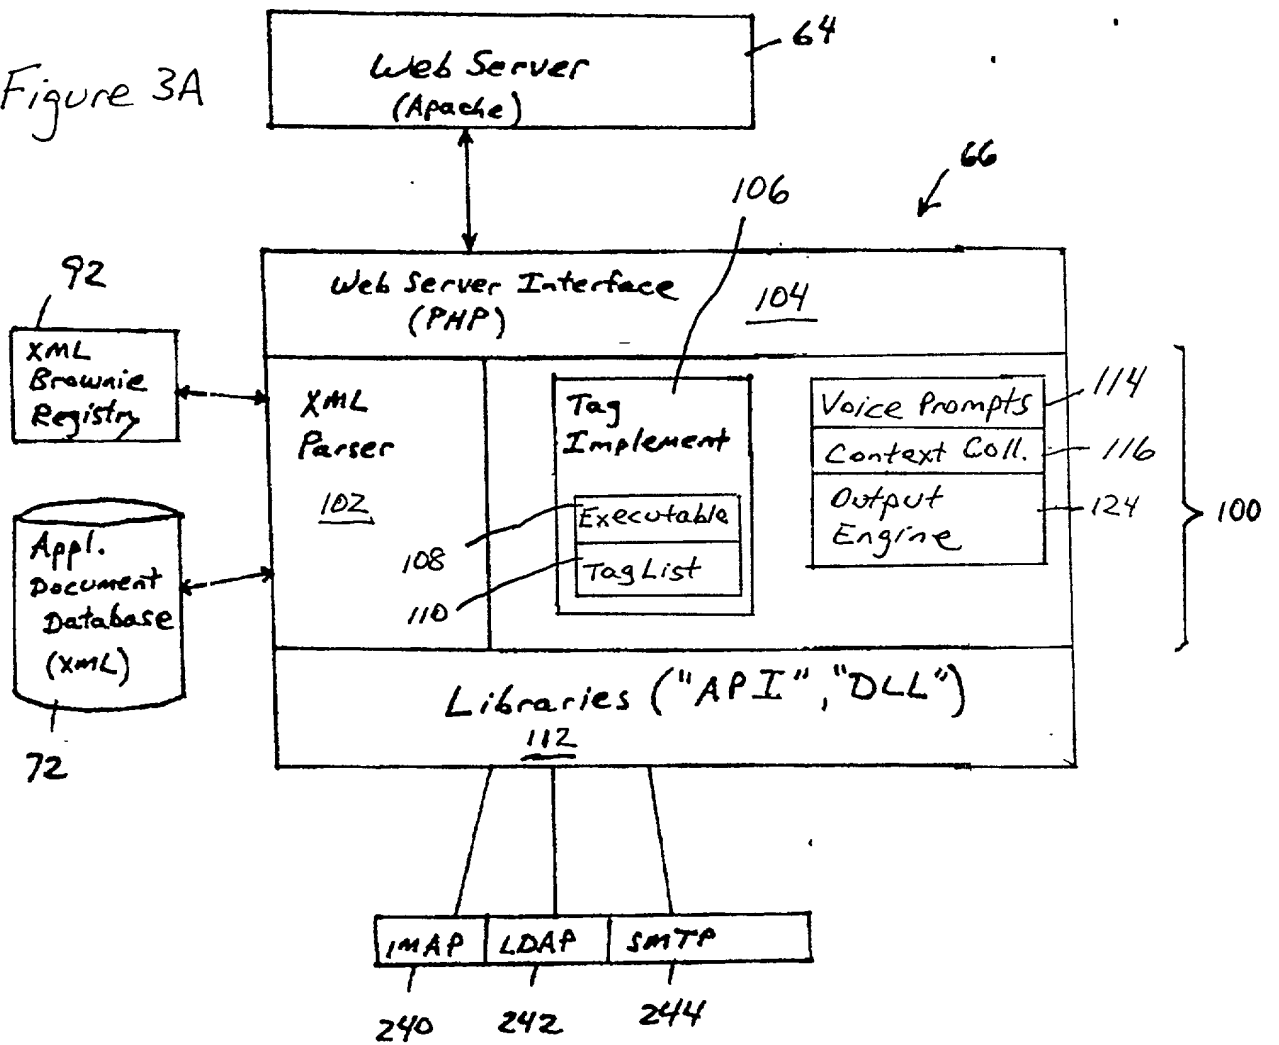 Figure 3A
Web Server
(Apache)
64
66
106
Web Server Interface
(PHP)
104
92
XML
Brownie
Registry
XML
Parser
102
Tag
Implement
Executable
Tag List
108
110
Voice Prompts
Context Coll.
Output
Engine
114
116
124
100
Appl.
Document
Database
(XML)
72
Libraries ("API", "DLL")
112
IMAP
LDAP
SMTP
240
242
244